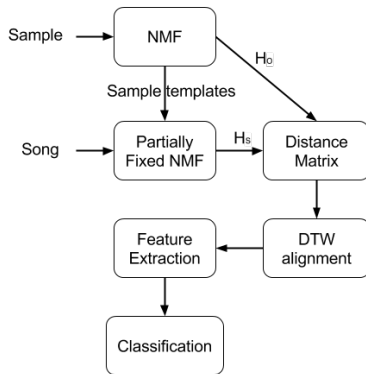 Sample
NMF
Ho
Sample templates
Song
Partially
Fixed NMF
Hs
Distance
Matrix
Feature
Extraction
DTW
alignment
Classification